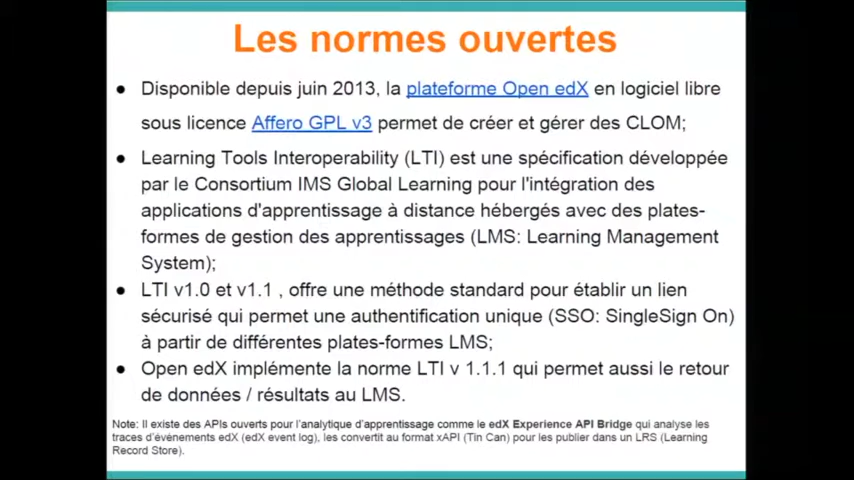 Les normes ouvertes
● Disponible depuis juin 2013, la plateforme Open edX en logiciel libre
sous licence Affero GPL v3 permet de créer et gérer des CLOM;
● Learning Tools Interoperability (LTI) est une spécification développée
par le Consortium IMS Global Learning pour l'intégration des
applications d'apprentissage à distance hébergés avec des plates-
formes de gestion des apprentissages (LMS: Learning Management
System);
● LTI v1.0 et v1.1 , offre une méthode standard pour établir un lien
sécurisé qui permet une authentification unique (SSO: SingleSign On)
à partir de différentes plates-formes LMS;
● Open edX implémente la norme LTI v 1.1.1 qui permet aussi le retour
de données / résultats au LMS.
Note: Il existe des APIs ouverts pour l'analytique d'apprentissage comme le edX Experience API Bridge qui analyse les
traces d'événements edX (edX event log), les convertit au format xAPI (Tin Can) pour les publier dans un LRS (Learning
Record Store).